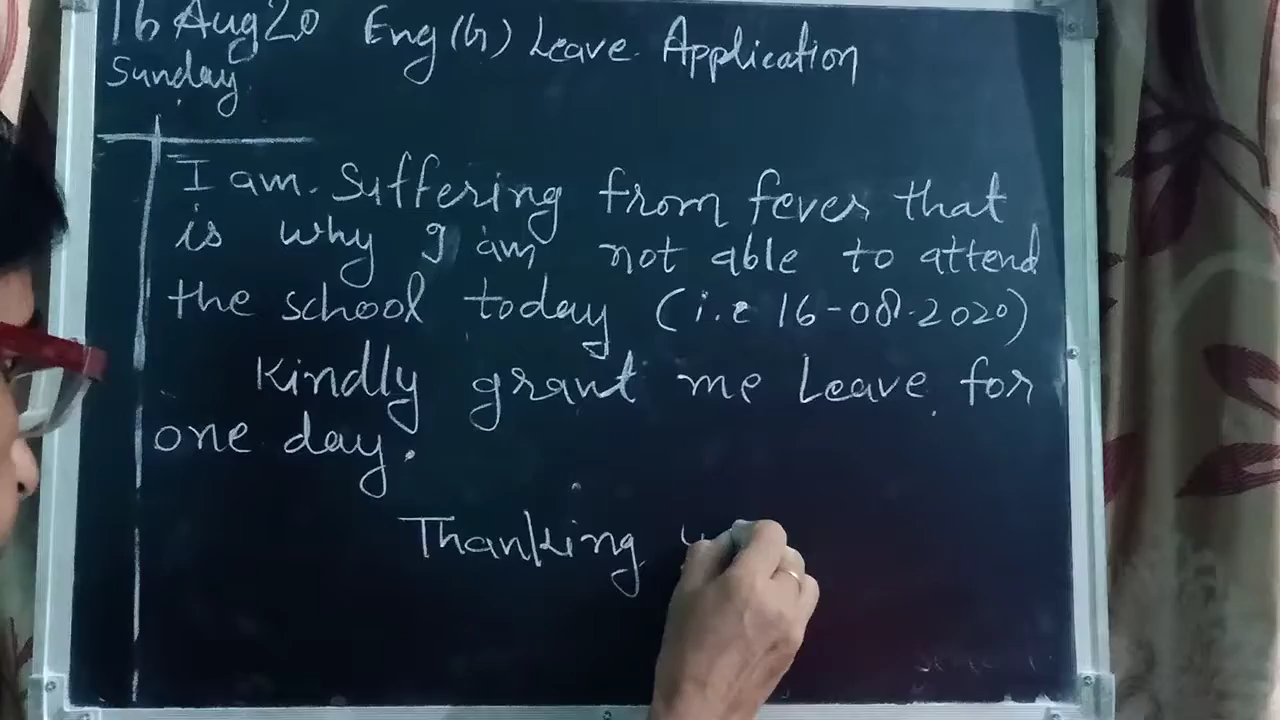 16 Aug 20 Eng (G) Leave Application
Sunday
I am suffering from fever that
is why I am not able to attend
the school today (i.e 16-08-2020)
Kindly grant me Leave for
one day.
Thanking